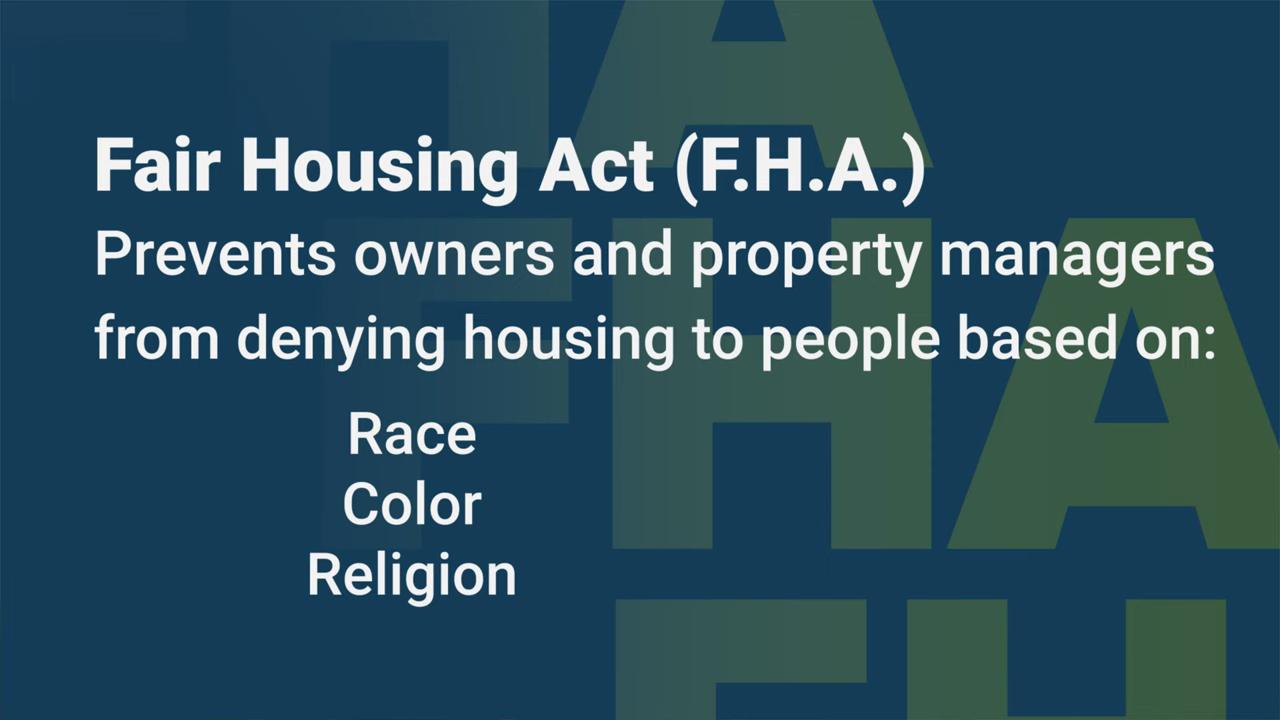 Fair Housing Act (F.H.A.)
Prevents owners and property managers
from denying housing to people based on:
Race
Color
Religion